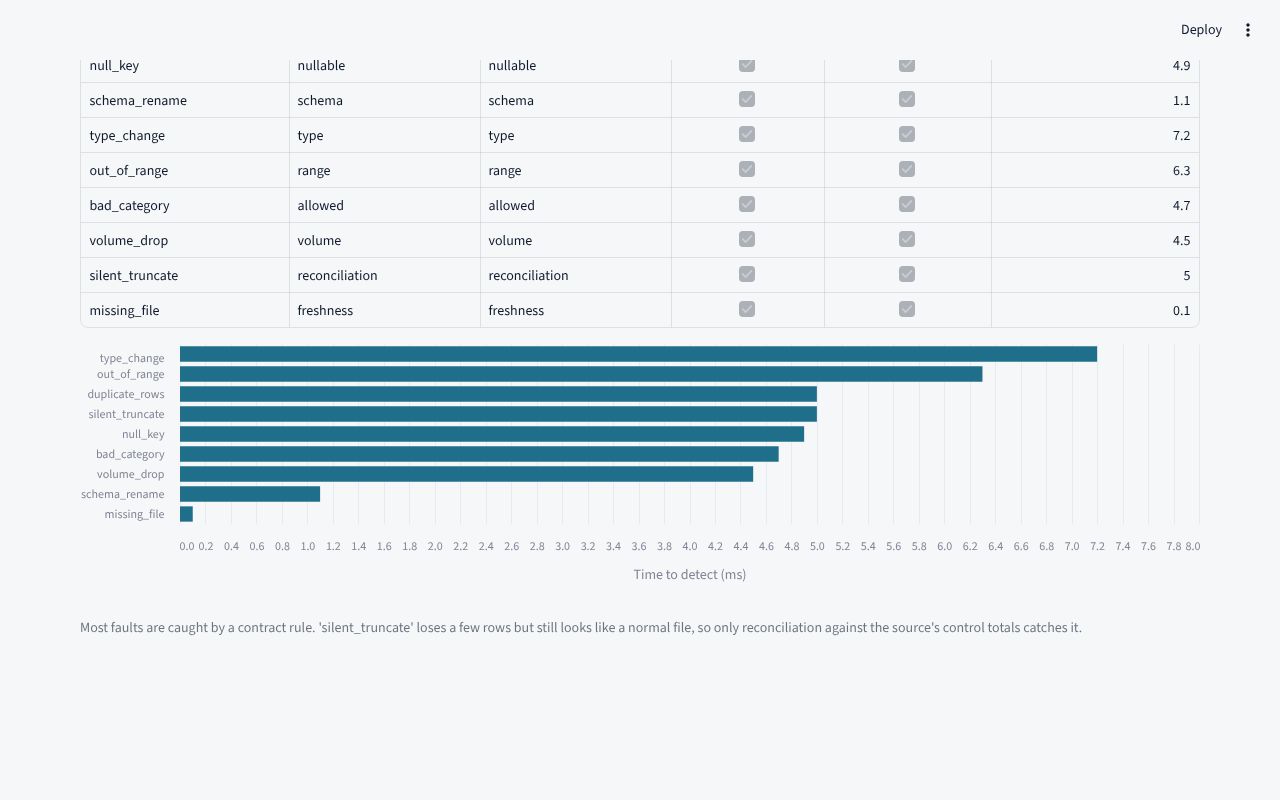 Deploy
null_key nullable nullable 4.9
schema_rename schema schema 1.1
type_change type type 7.2
out_of_range range range 6.3
bad_category allowed allowed 4.7
volume_drop volume volume 4.5
silent_truncate reconciliation reconciliation 5
missing_file freshness freshness 0.1
type_change
out_of_range
duplicate_rows
silent_truncate
null_key
bad_category
volume_drop
schema_rename
missing_file
0.0 0.2 0.4 0.6 0.8 1.0 1.2 1.4 1.6 1.8 2.0 2.2 2.4 2.6 2.8 3.0 3.2 3.4 3.6 3.8 4.0 4.2 4.4 4.6 4.8 5.0 5.2 5.4 5.6 5.8 6.0 6.2 6.4 6.6 6.8 7.0 7.2 7.4 7.6 7.8 8.0
Time to detect (ms)
Most faults are caught by a contract rule. 'silent_truncate' loses a few rows but still looks like a normal file, so only reconciliation against the source's control totals catches it.